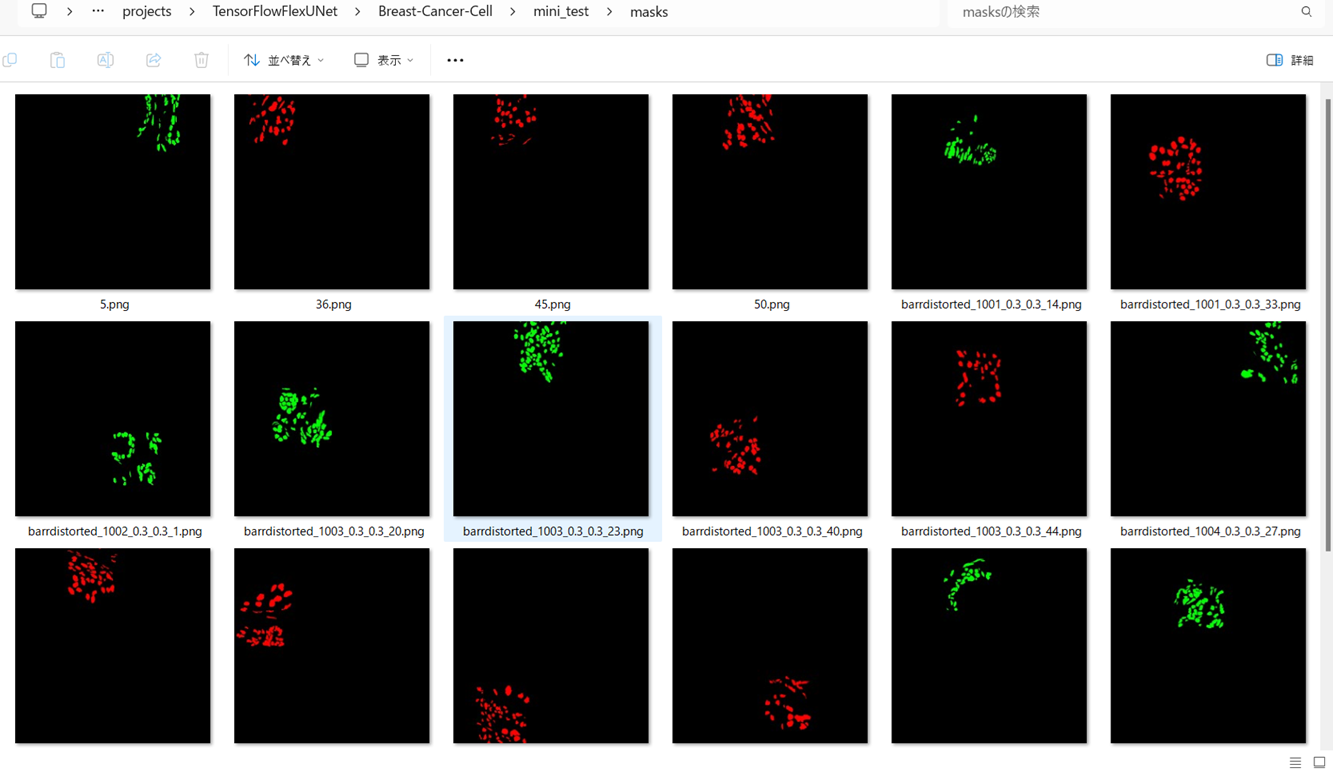 projects > TensorFlowFlexUNet > Breast-Cancer-Cell > mini_test > masks
masksの検索
並べ替え
表示
詳細
5.png
36.png
45.png
50.png
barrdistorted_1001_0.3_0.3_14.png
barrdistorted_1001_0.3_0.3_33.png
barrdistorted_1002_0.3_0.3_1.png
barrdistorted_1003_0.3_0.3_20.png
barrdistorted_1003_0.3_0.3_23.png
barrdistorted_1003_0.3_0.3_40.png
barrdistorted_1003_0.3_0.3_44.png
barrdistorted_1004_0.3_0.3_27.png